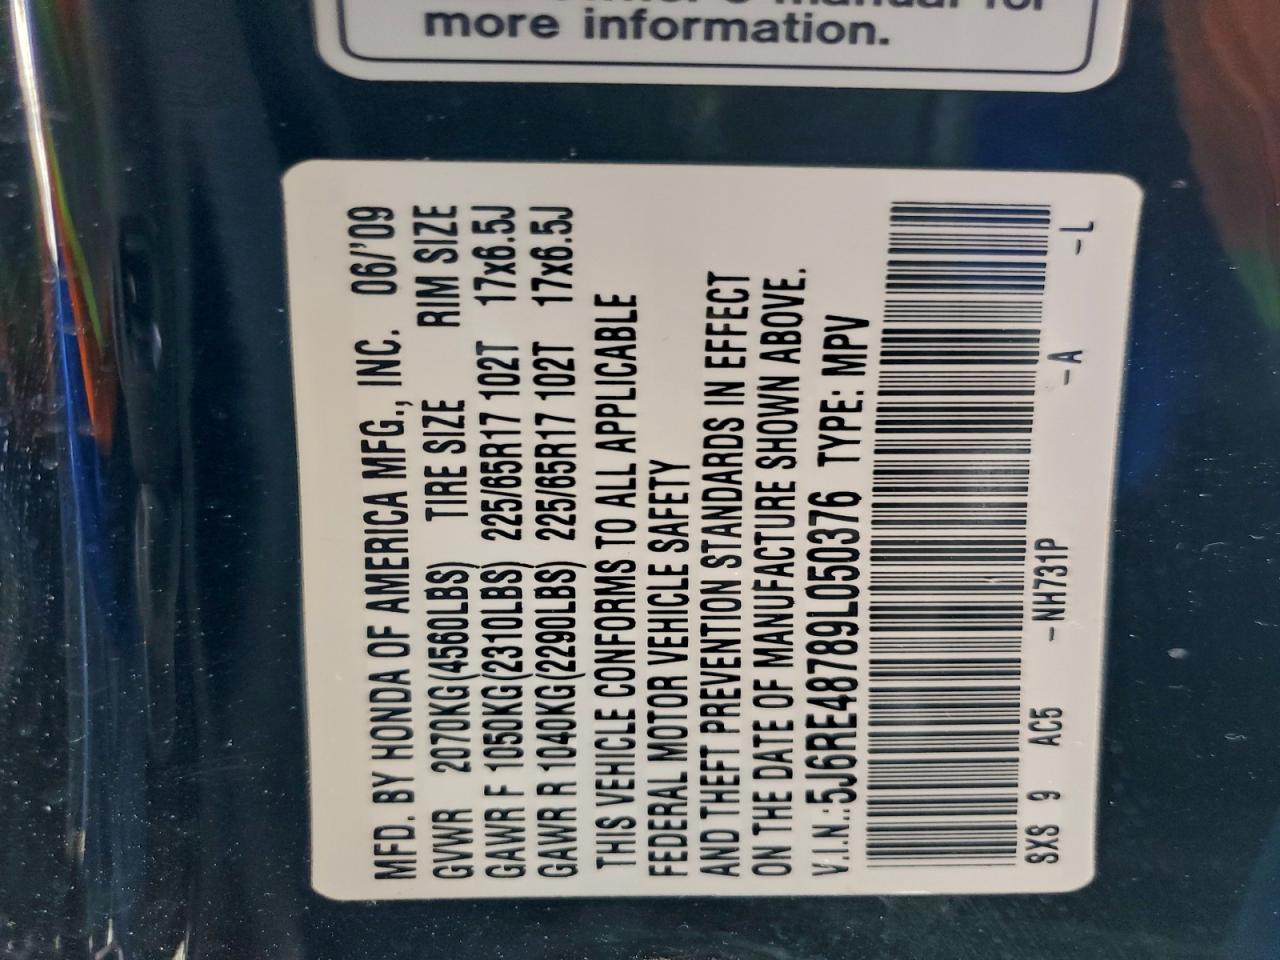 more information.
MFD. BY HONDA OF AMERICA MFG., INC. 06/'09
GVWR 2070KG(4560LBS) TIRE SIZE RIM SIZE
GAWR F 1050KG(2310LBS) 225/65R17 102T 17x6.5J
GAWR R 1040KG(2290LBS) 225/65R17 102T 17x6.5J
THIS VEHICLE CONFORMS TO ALL APPLICABLE
FEDERAL MOTOR VEHICLE SAFETY
AND THEFT PREVENTION STANDARDS IN EFFECT
ON THE DATE OF MANUFACTURE SHOWN ABOVE.
V.I.N.:5J6RE48789L050376 TYPE: MPV
SXS 9 AC5 -NH731P -A -L